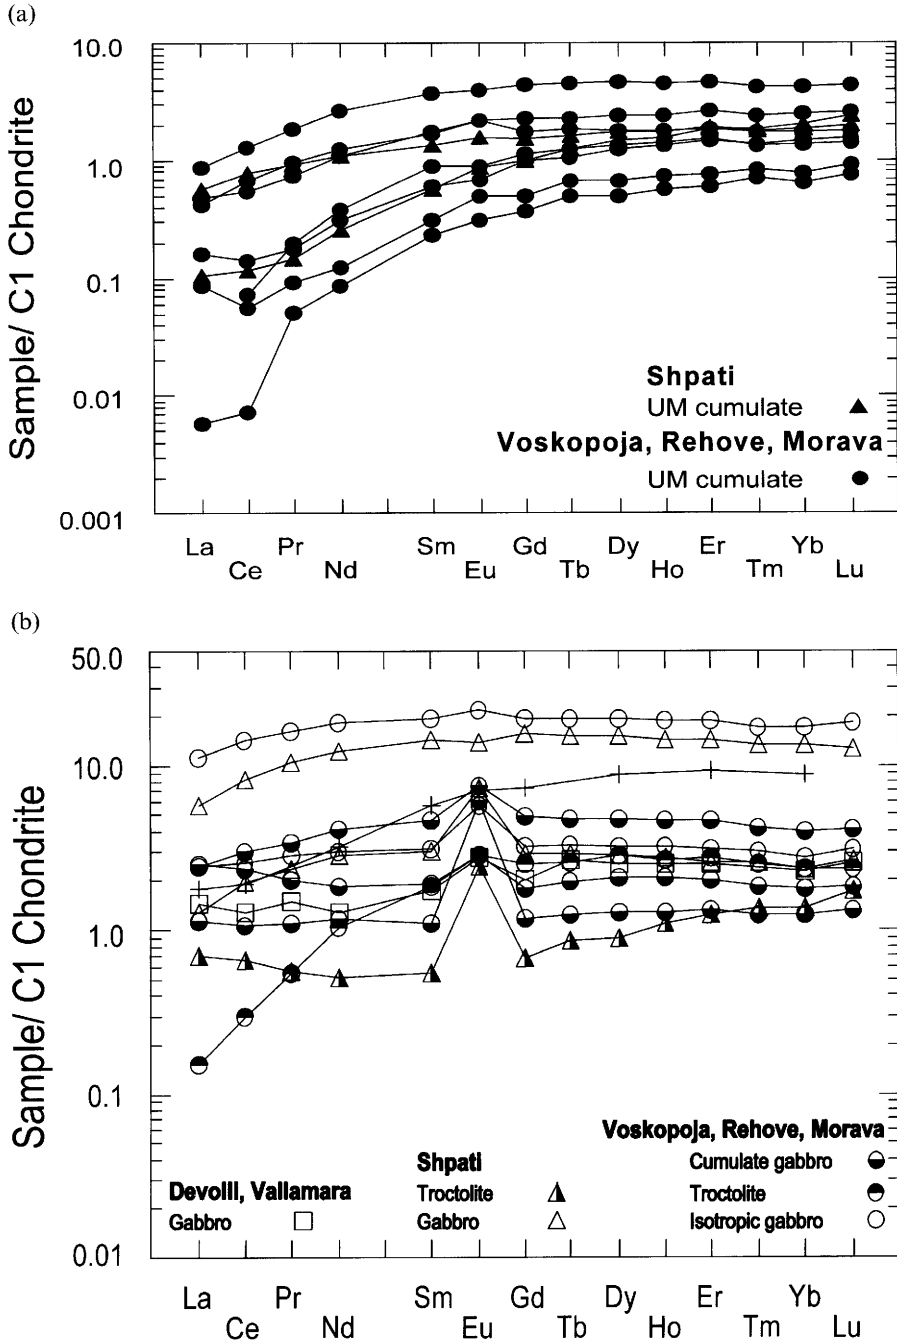 (a)
Sample/ C1 Chondrite
10.0
1.0
0.1
0.01
0.001
Shpati
UM cumulate
Voskopoja, Rehove, Morava
UM cumulate
La Pr Sm Gd Dy Er Yb
Ce Nd Eu Tb Ho Tm Lu
(b)
Sample/ C1 Chondrite
50.0
10.0
1.0
0.1
0.01
Devolli, Vallamara
Gabbro
Shpati
Troctolite
Gabbro
Voskopoja, Rehove, Morava
Cumulate gabbro
Troctolite
Isotropic gabbro
La Pr Sm Gd Dy Er Yb
Ce Nd Eu Tb Ho Tm Lu